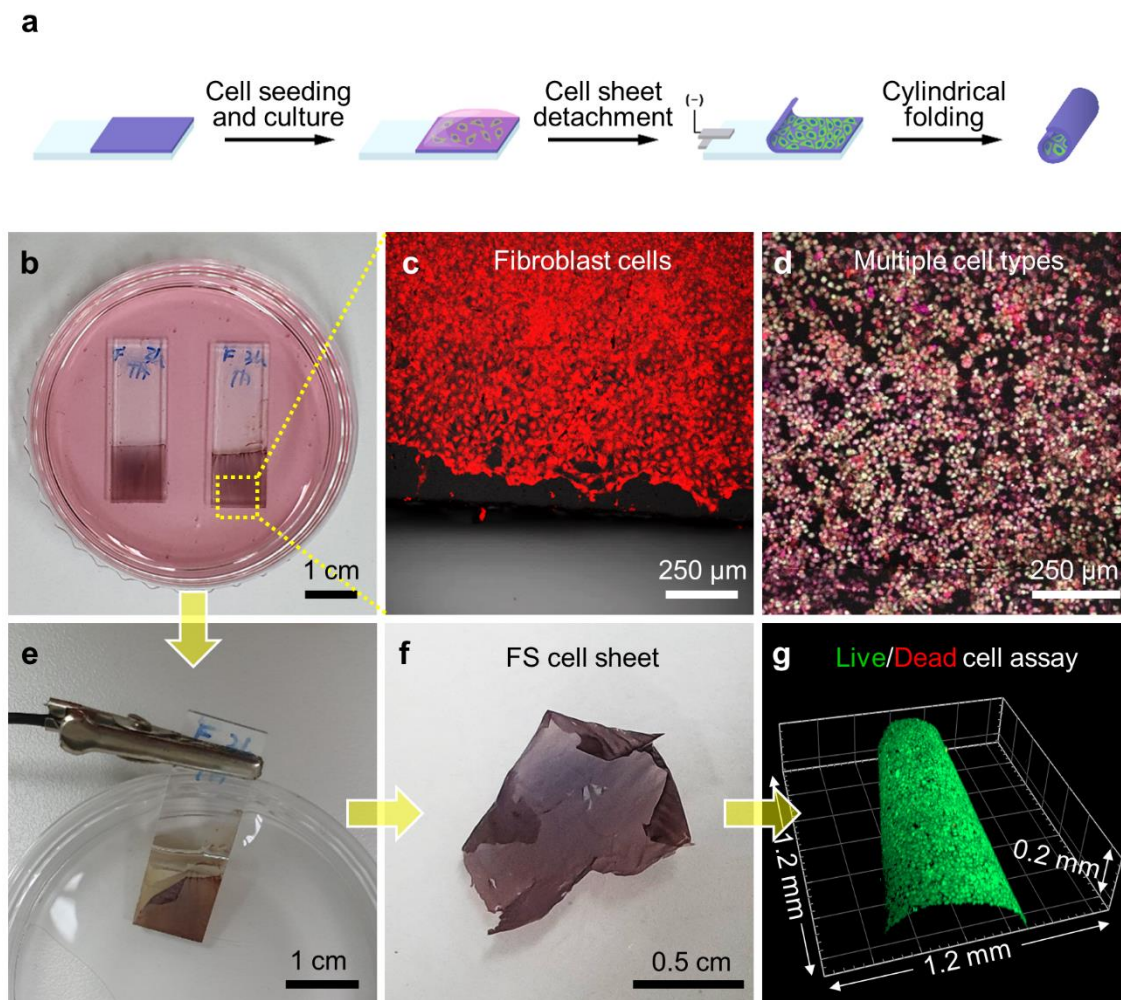 a
Cell seeding
and culture
Cell sheet
detachment
(-)
Cylindrical
folding
b
F 3h
F 3h
1 cm
c
Fibroblast cells
250 µm
d
Multiple cell types
250 µm
e
1 cm
f
FS cell sheet
0.5 cm
g
Live/Dead cell assay
1.2 mm
0.2 mm
1.2 mm